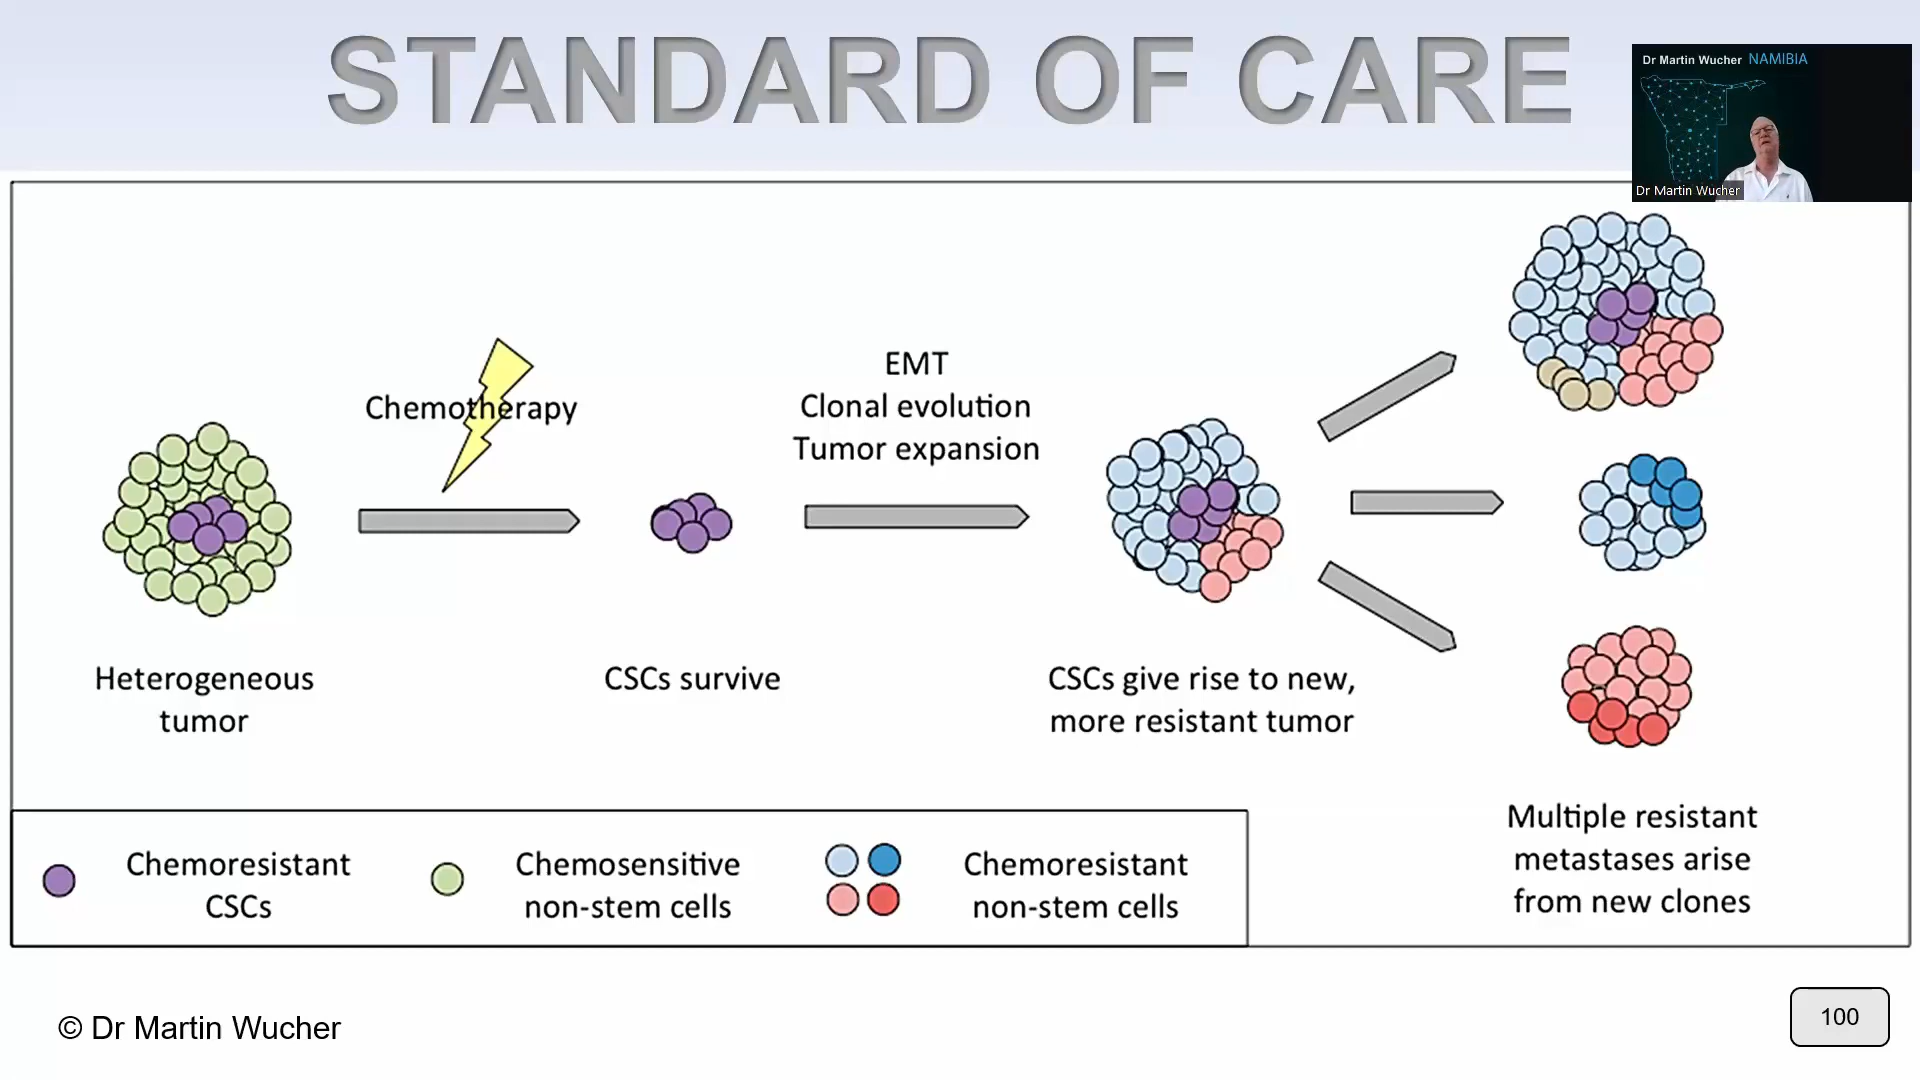 STANDARD OF CARE
Dr Martin Wucher NAMIBIA
Dr Martin Wucher
Chemotherapy
EMT
Clonal evolution
Tumor expansion
Heterogeneous
tumor
CSCs survive
CSCs give rise to new,
more resistant tumor
Multiple resistant
metastases arise
from new clones
Chemoresistant
CSCs
Chemosensitive
non-stem cells
Chemoresistant
non-stem cells
© Dr Martin Wucher
100